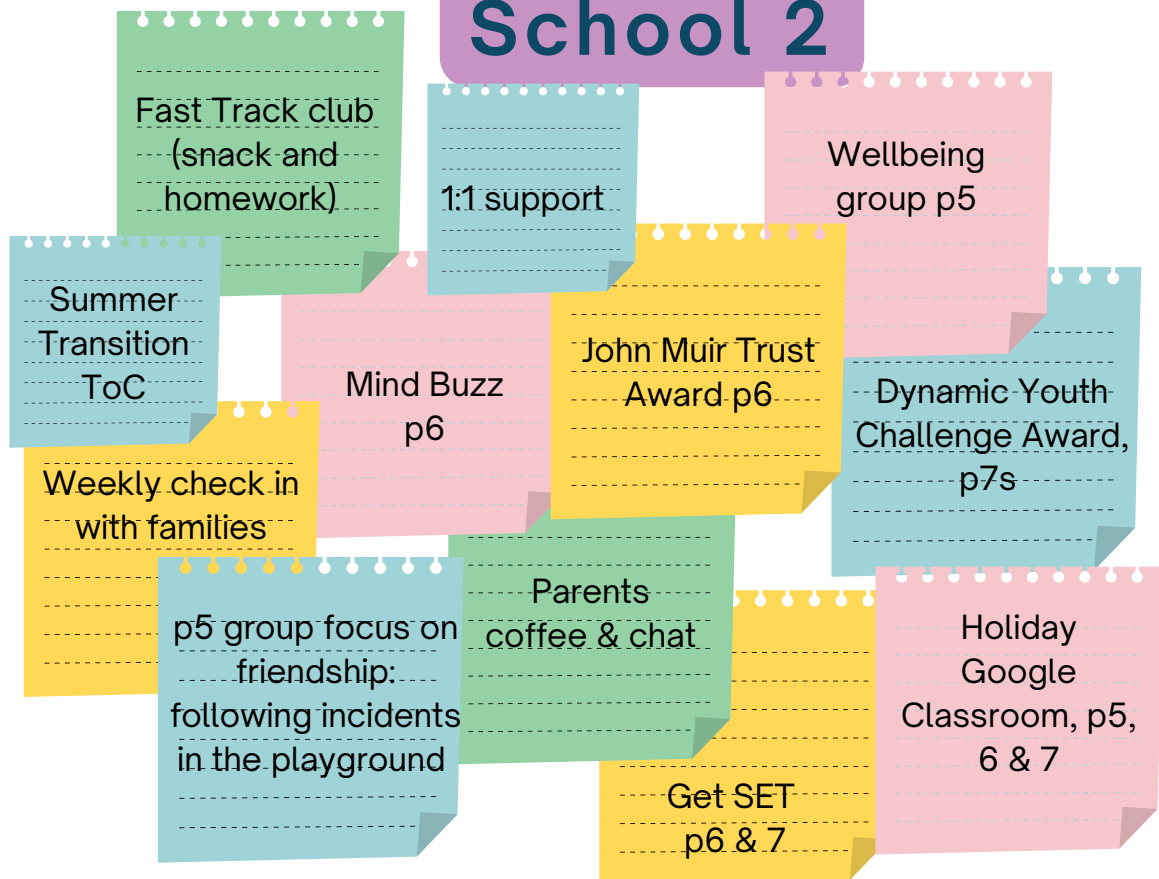 School 2
Fast Track club
(snack and
homework)
1:1 support
Wellbeing
group p5
Summer
Transition
ToC
Mind Buzz
p6
John Muir Trust
Award p6
Dynamic Youth
Challenge Award,
p7s
Weekly check in
with families
p5 group focus on
friendship:
following incidents
in the playground
Parents
coffee & chat
Holiday
Google
Classroom, p5,
6 & 7
Get SET
p6 & 7